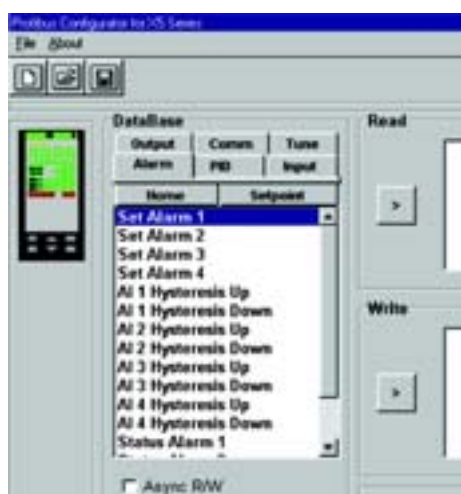 Profibus Configurator for X5 Series
File About
DataBase
Output Comm Tune
Alarm PID Input
Home Setpoint
Set Alarm 1
Set Alarm 2
Set Alarm 3
Set Alarm 4
Al 1 Hysteresis Up
Al 1 Hysteresis Down
Al 2 Hysteresis Up
Al 2 Hysteresis Down
Al 3 Hysteresis Up
Al 3 Hysteresis Down
Al 4 Hysteresis Up
Al 4 Hysteresis Down
Status Alarm 1
Async R/W
Read
>
Write
>